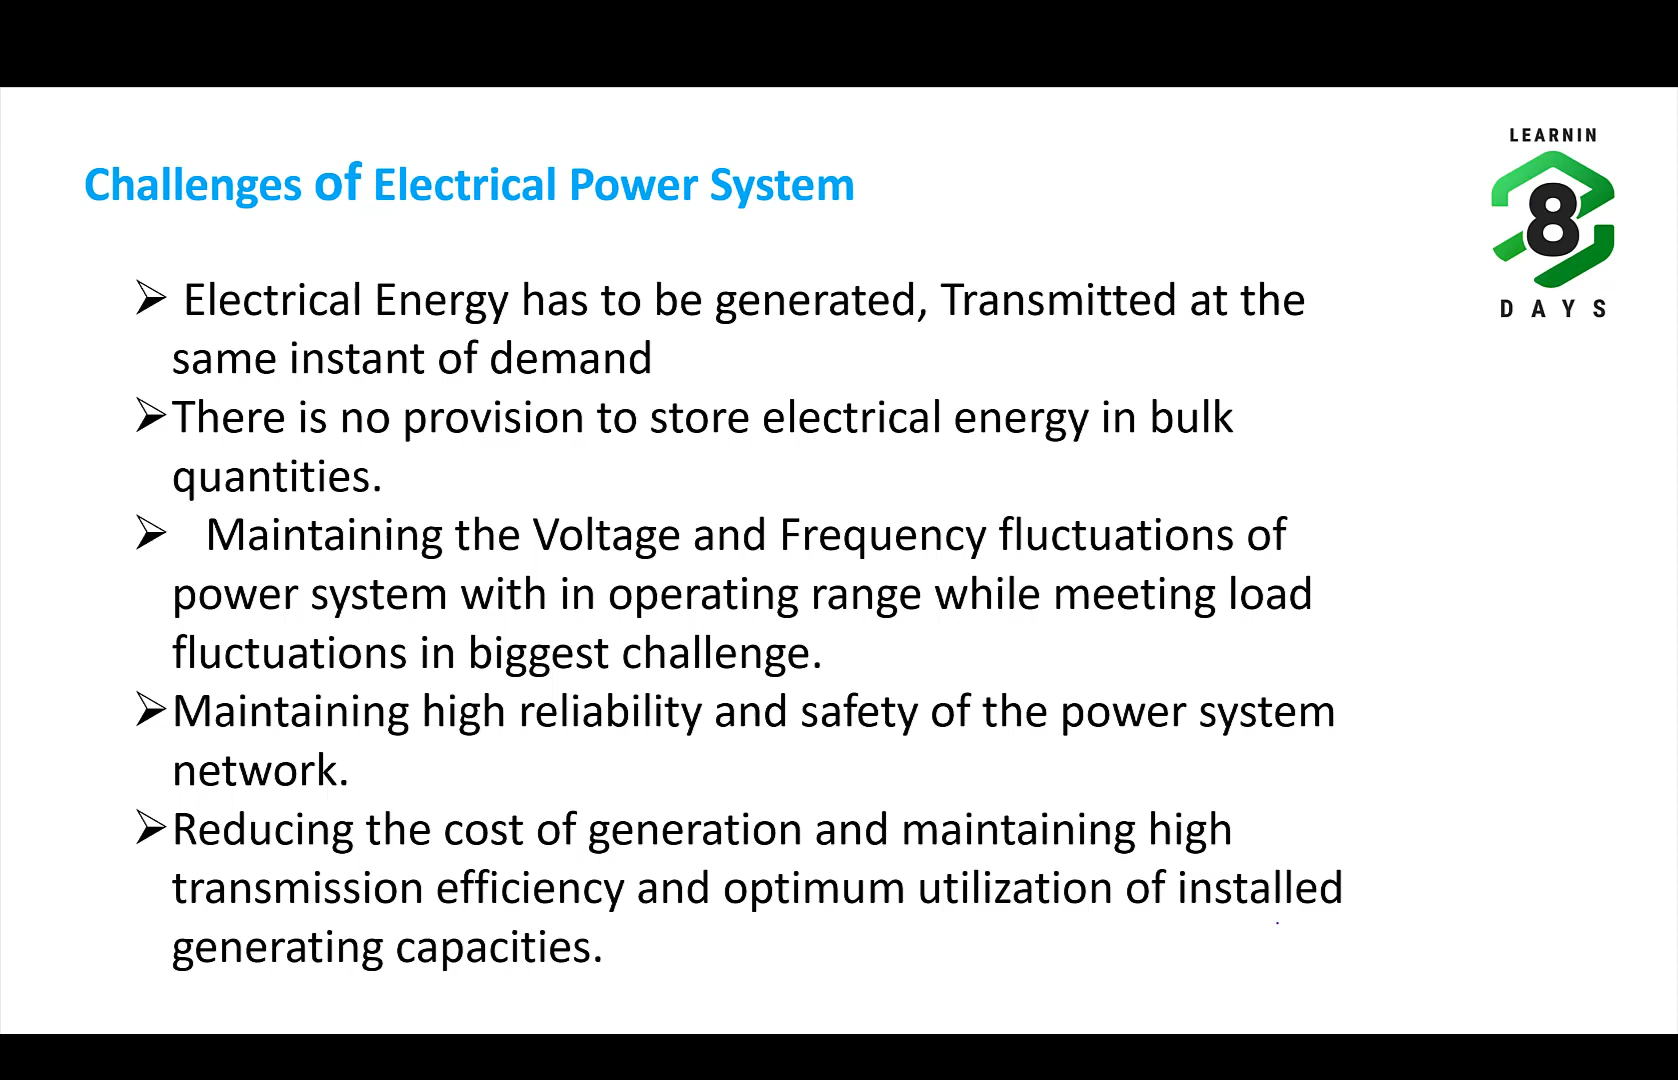 LEARNIN
8
DAYS
Challenges of Electrical Power System
➢ Electrical Energy has to be generated, Transmitted at the
same instant of demand
➢There is no provision to store electrical energy in bulk
quantities.
➢ Maintaining the Voltage and Frequency fluctuations of
power system with in operating range while meeting load
fluctuations in biggest challenge.
➢Maintaining high reliability and safety of the power system
network.
➢Reducing the cost of generation and maintaining high
transmission efficiency and optimum utilization of installed
generating capacities.